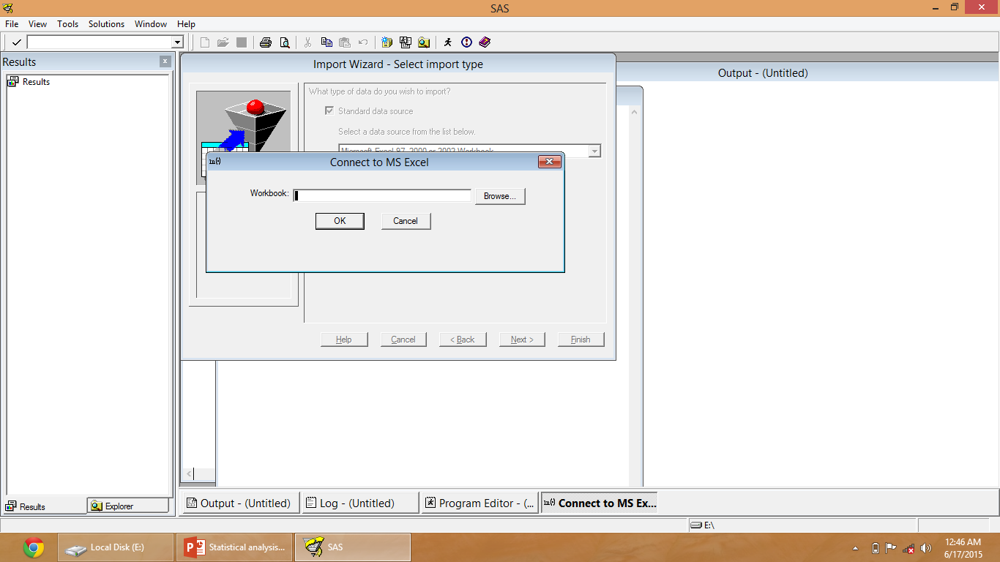 SAS
File View Tools Solutions Window Help
Results
Results
Import Wizard - Select import type
What type of data do you wish to import?
Standard data source
Select a data source from the list below.
Microsoft Excel 97, 2000 or 2002 Workbook
Output - (Untitled)
Connect to MS Excel
Workbook:
Browse...
OK
Cancel
Help
Cancel
< Back
Next >
Finish
Results
Explorer
Output - (Untitled)
Log - (Untitled)
Program Editor - (...
Connect to MS Ex...
E:\
Local Disk (E:)
Statistical analysis...
SAS
12:46 AM
6/17/2015